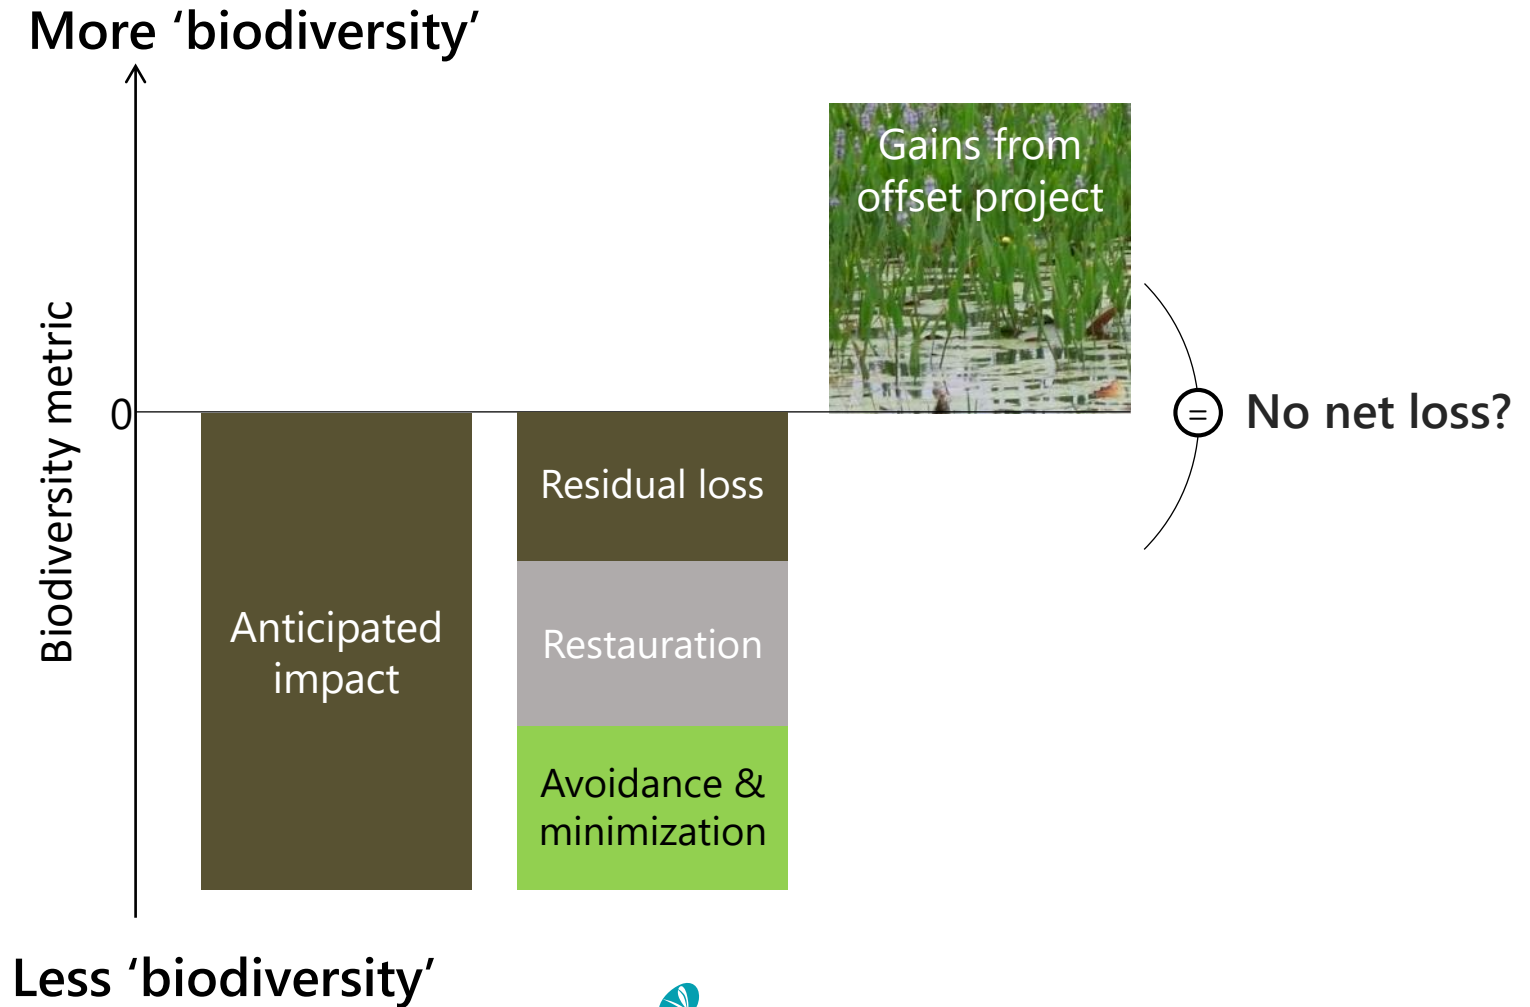 More ‘biodiversity’
Gains from
offset project
Biodiversity metric
0
= No net loss?
Residual loss
Anticipated
impact
Restauration
Avoidance &
minimization
Less ‘biodiversity’